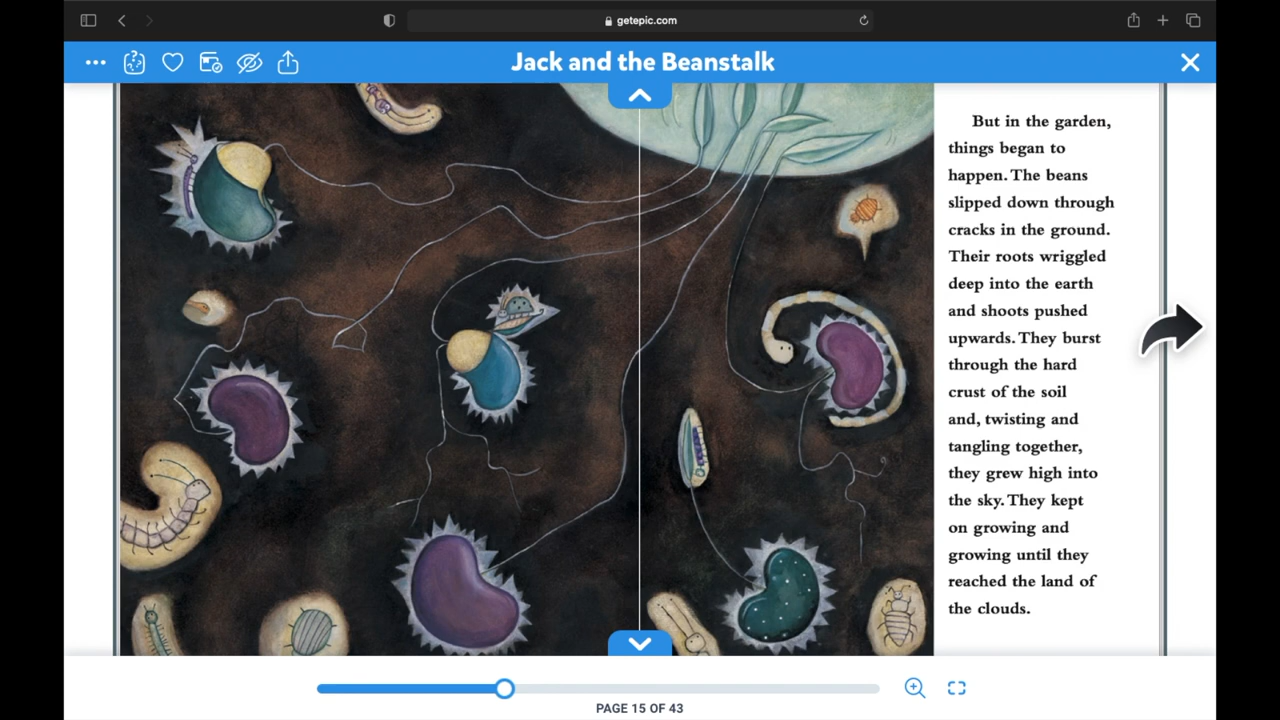 getepic.com
Jack and the Beanstalk
But in the garden,
things began to
happen. The beans
slipped down through
cracks in the ground.
Their roots wriggled
deep into the earth
and shoots pushed
upwards. They burst
through the hard
crust of the soil
and, twisting and
tangling together,
they grew high into
the sky. They kept
on growing and
growing until they
reached the land of
the clouds.
PAGE 15 OF 43